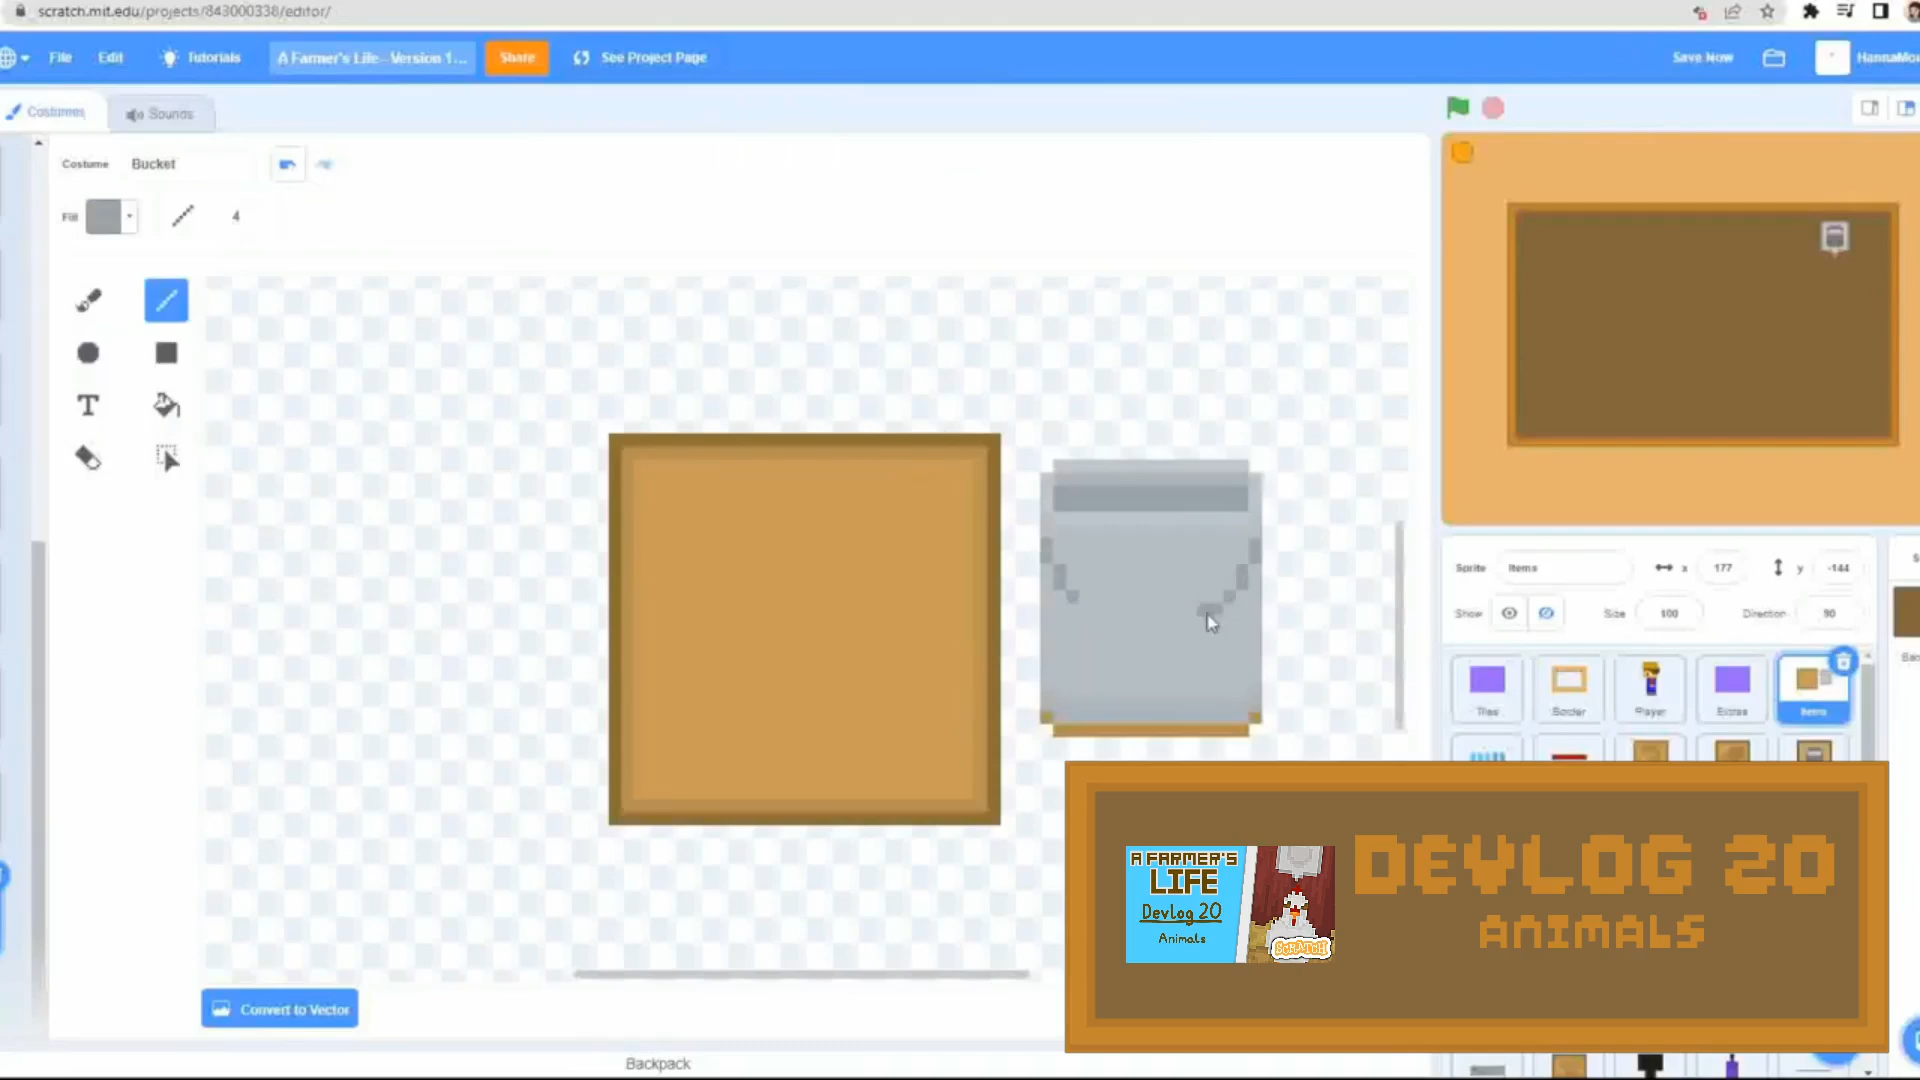 scratch.mit.edu/projects/843000338/editor/
File Edit Tutorials A Farmer's Life - Version 1... Share See Project Page Save Now
Costumes Sounds
Costume Bucket
Fill 4
T
Sprite Items x 177 y -144
Show Size 100 Direction 90
Tiles Border Player Extras Items
A FARMER'S
LIFE
Devlog 20
Animals
SCRATCH
DEVLOG 20
ANIMALS
Convert to Vector
Backpack